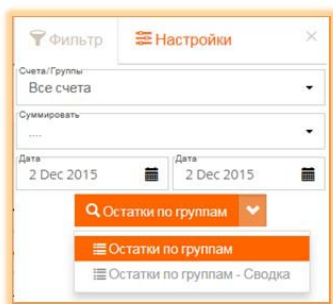 Фильтр Настройки ×
Счета/Группы
Все счета
Суммировать
....
Дата Дата
2 Dec 2015 2 Dec 2015
Остатки по группам
Остатки по группам
Остатки по группам - Сводка